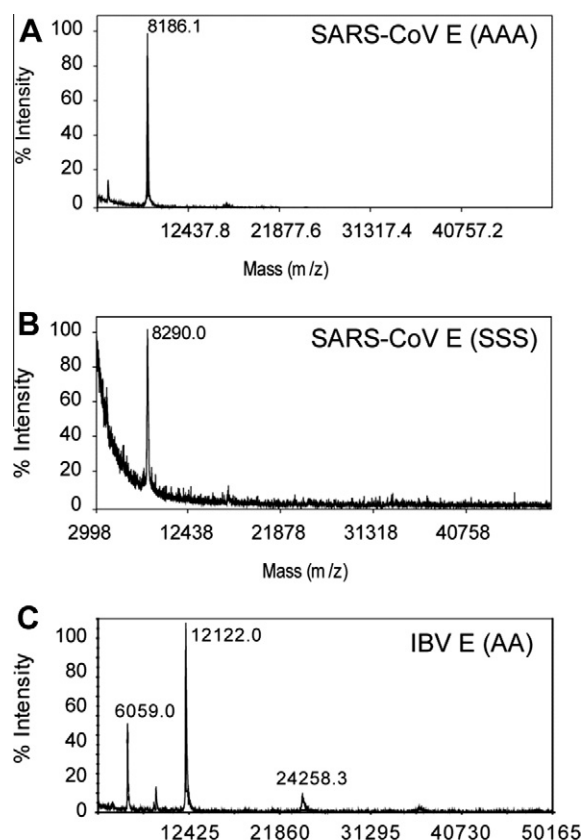 A
SARS-CoV E (AAA)
8186.1
100
80
60
40
20
0
% Intensity
12437.8 21877.6 31317.4 40757.2
Mass (m/z)
B
SARS-CoV E (SSS)
8290.0
100
80
60
40
20
0
% Intensity
2998 12438 21878 31318 40758
Mass (m/z)
C
IBV E (AA)
12122.0
6059.0
24258.3
100
80
60
40
20
0
% Intensity
12425 21860 31295 40730 50165